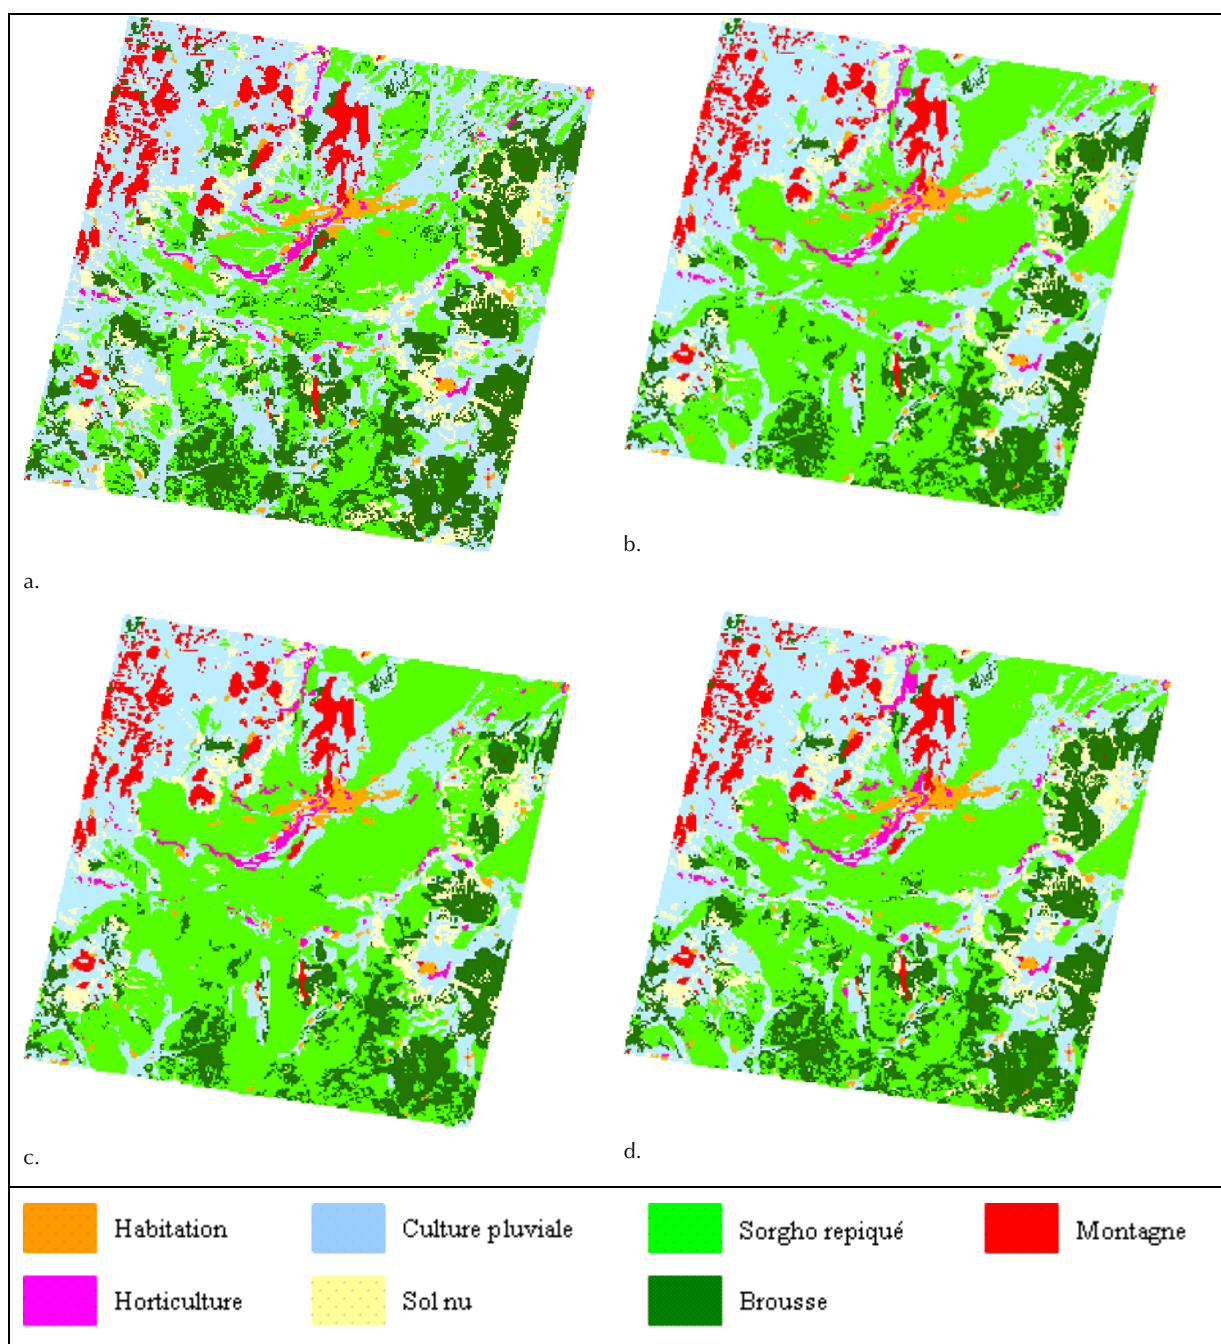 a.
b.
c.
d.
Habitation
Culture pluviale
Sorgho repiqué
Montagne
Horticulture
Sol nu
Brousse